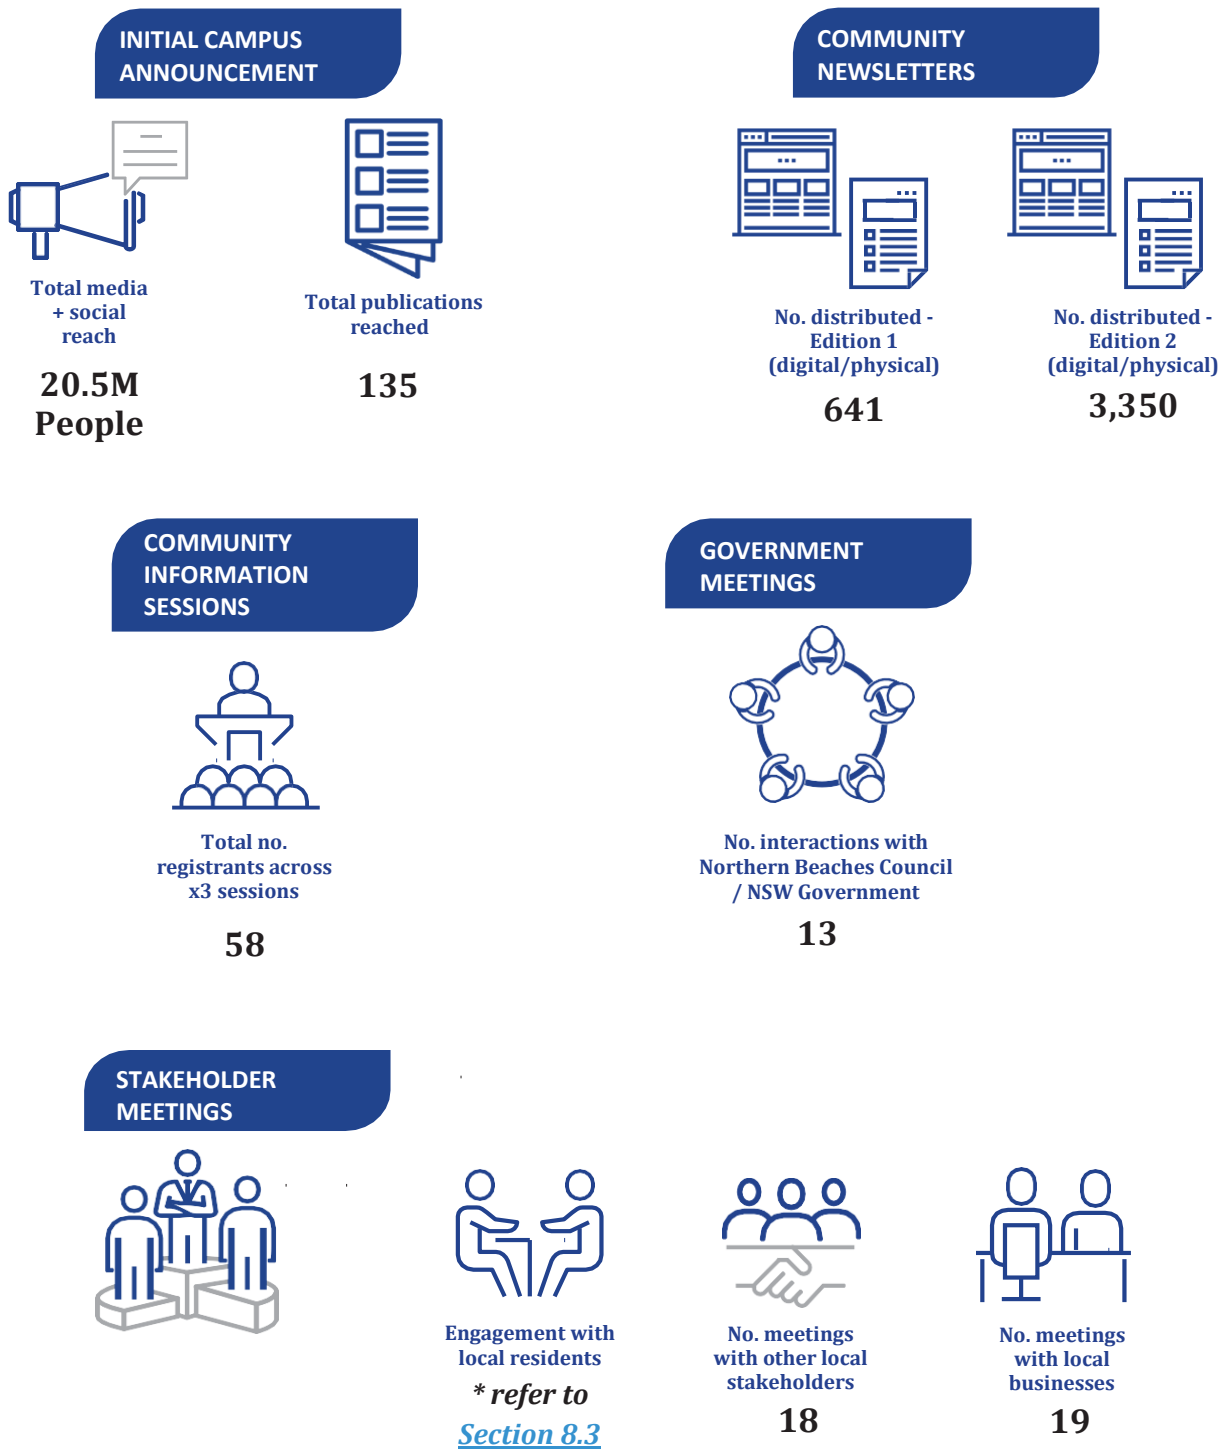 INITIAL CAMPUS
ANNOUNCEMENT
Total media
+ social
reach
20.5M
People
Total publications
reached
135
COMMUNITY
NEWSLETTERS
No. distributed -
Edition 1
(digital/physical)
641
No. distributed -
Edition 2
(digital/physical)
3,350
COMMUNITY
INFORMATION
SESSIONS
Total no.
registrants across
x3 sessions
58
GOVERNMENT
MEETINGS
No. interactions with
Northern Beaches Council
/ NSW Government
13
STAKEHOLDER
MEETINGS
Engagement with
local residents
* refer to
Section 8.3
No. meetings
with other local
stakeholders
18
No. meetings
with local
businesses
19